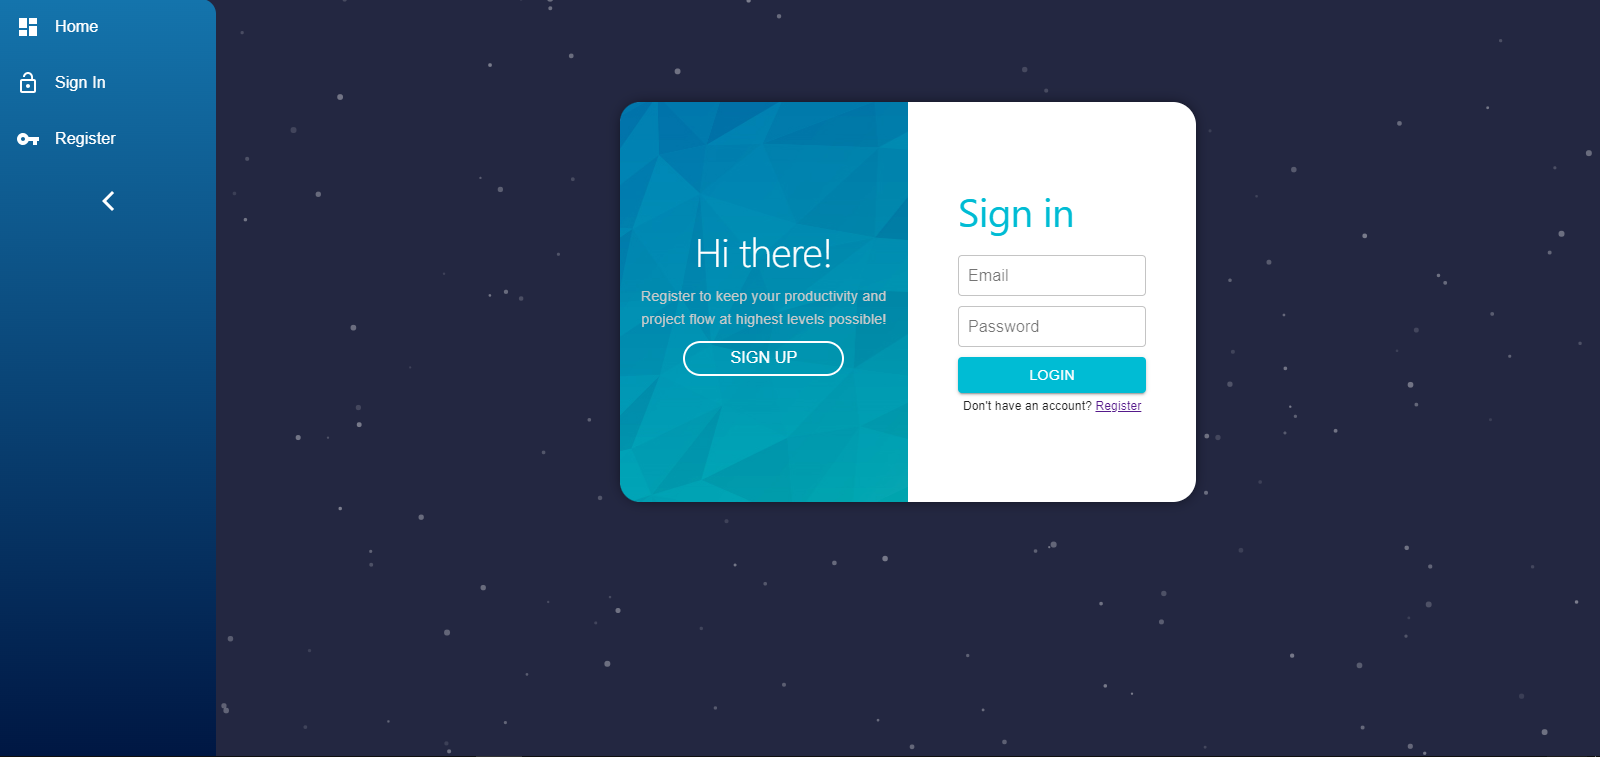 Home
Sign In
Register
Hi there!
Register to keep your productivity and
project flow at highest levels possible!
SIGN UP
Sign in
Email
Password
LOGIN
Don't have an account? Register